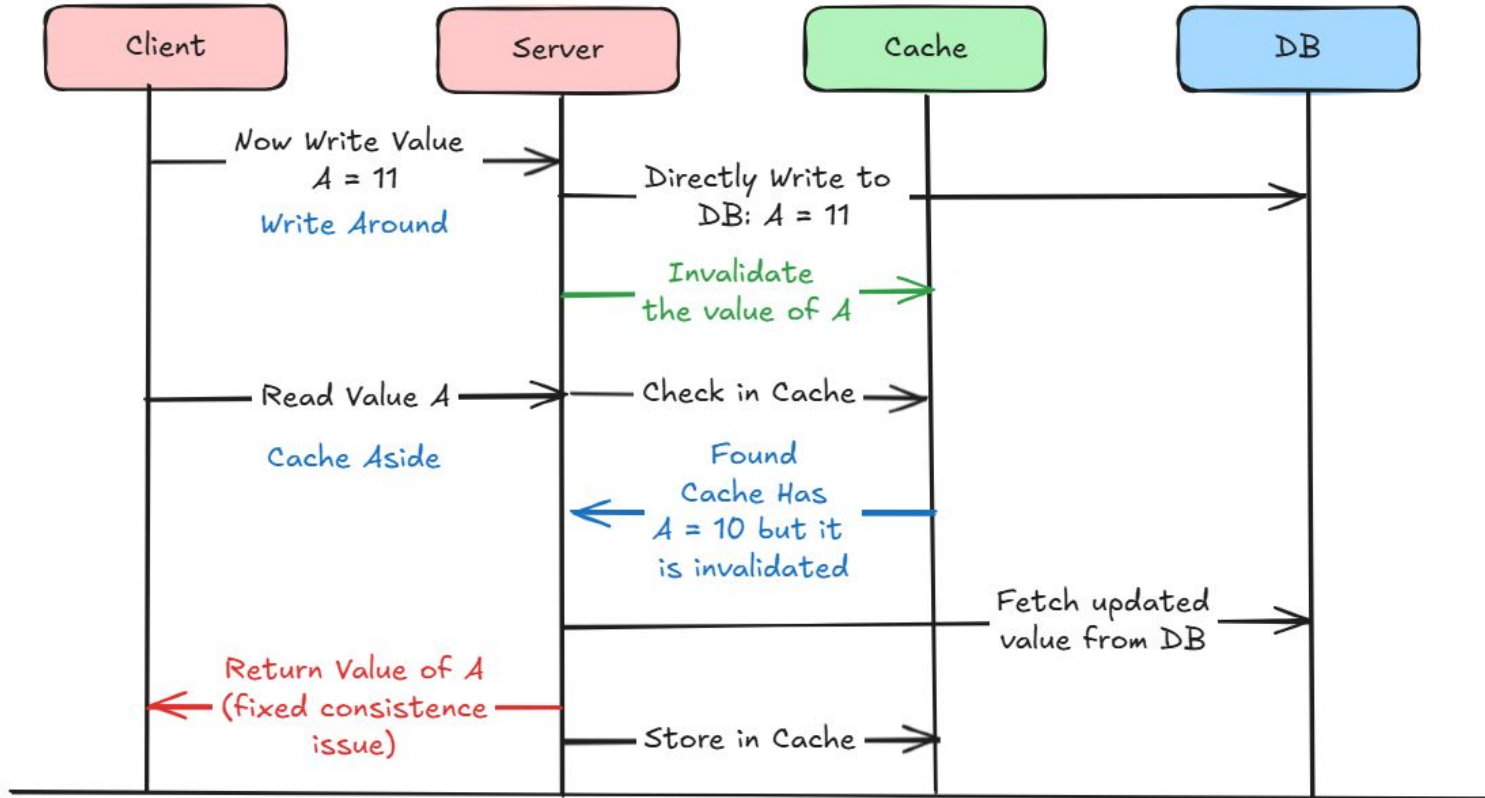 Client
Server
Cache
DB
Now Write Value
A = 11
Write Around
Directly Write to
DB: A = 11
Invalidate
the value of A
Read Value A
Check in Cache
Cache Aside
Found
Cache Has
A = 10 but it
is invalidated
Fetch updated
value from DB
Return Value of A
(fixed consistence
issue)
Store in Cache